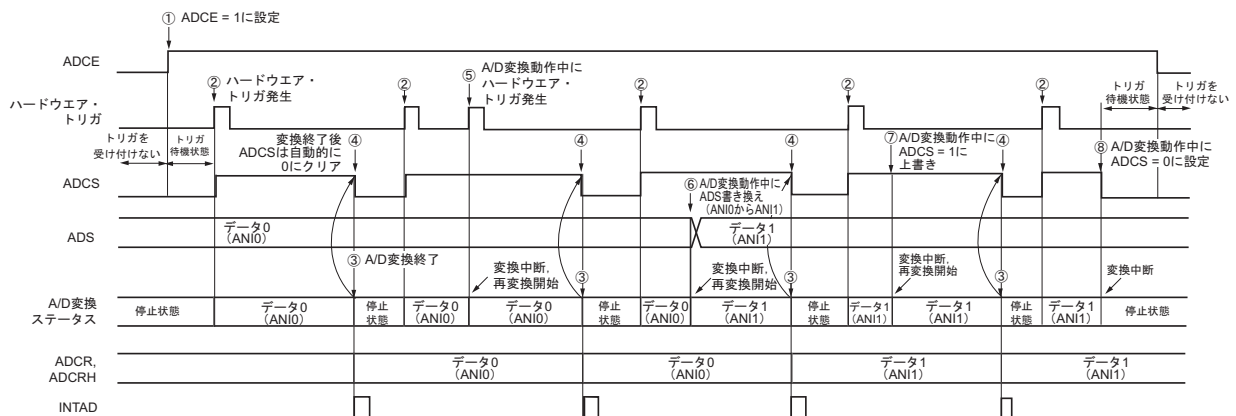 ① ADCE = 1に設定
ADCE
② ハードウエア・
トリガ発生
②
⑤ A/D変換動作中に
ハードウエア・
トリガ発生
②
②
②
トリガ
待機状態
トリガを
受け付けない
ハードウエア・
トリガ
トリガを
受け付けない
トリガ
待機状態
変換終了後
ADCSは自動的に
0にクリア
④
④
④
⑦ A/D変換動作中に
ADCS = 1に
上書き
④
⑧ A/D変換動作中に
ADCS = 0に設定
ADCS
⑥ A/D変換動作中に
ADS書き換え
(ANI0からANI1)
ADS
データ0
(ANI0)
データ1
(ANI1)
③ A/D変換終了
変換中断,
再変換開始
③
変換中断,
再変換開始
③
変換中断,
再変換開始
③
変換中断
A/D変換
ステータス
停止状態
データ0
(ANI0)
停止
状態
データ0
(ANI0)
データ0
(ANI0)
停止
状態
データ0
(ANI0)
データ1
(ANI1)
停止
状態
データ1
(ANI1)
データ1
(ANI1)
停止
状態
データ1
(ANI1)
停止状態
ADCR,
ADCRH
データ0
(ANI0)
データ0
(ANI0)
データ1
(ANI1)
データ1
(ANI1)
INTAD